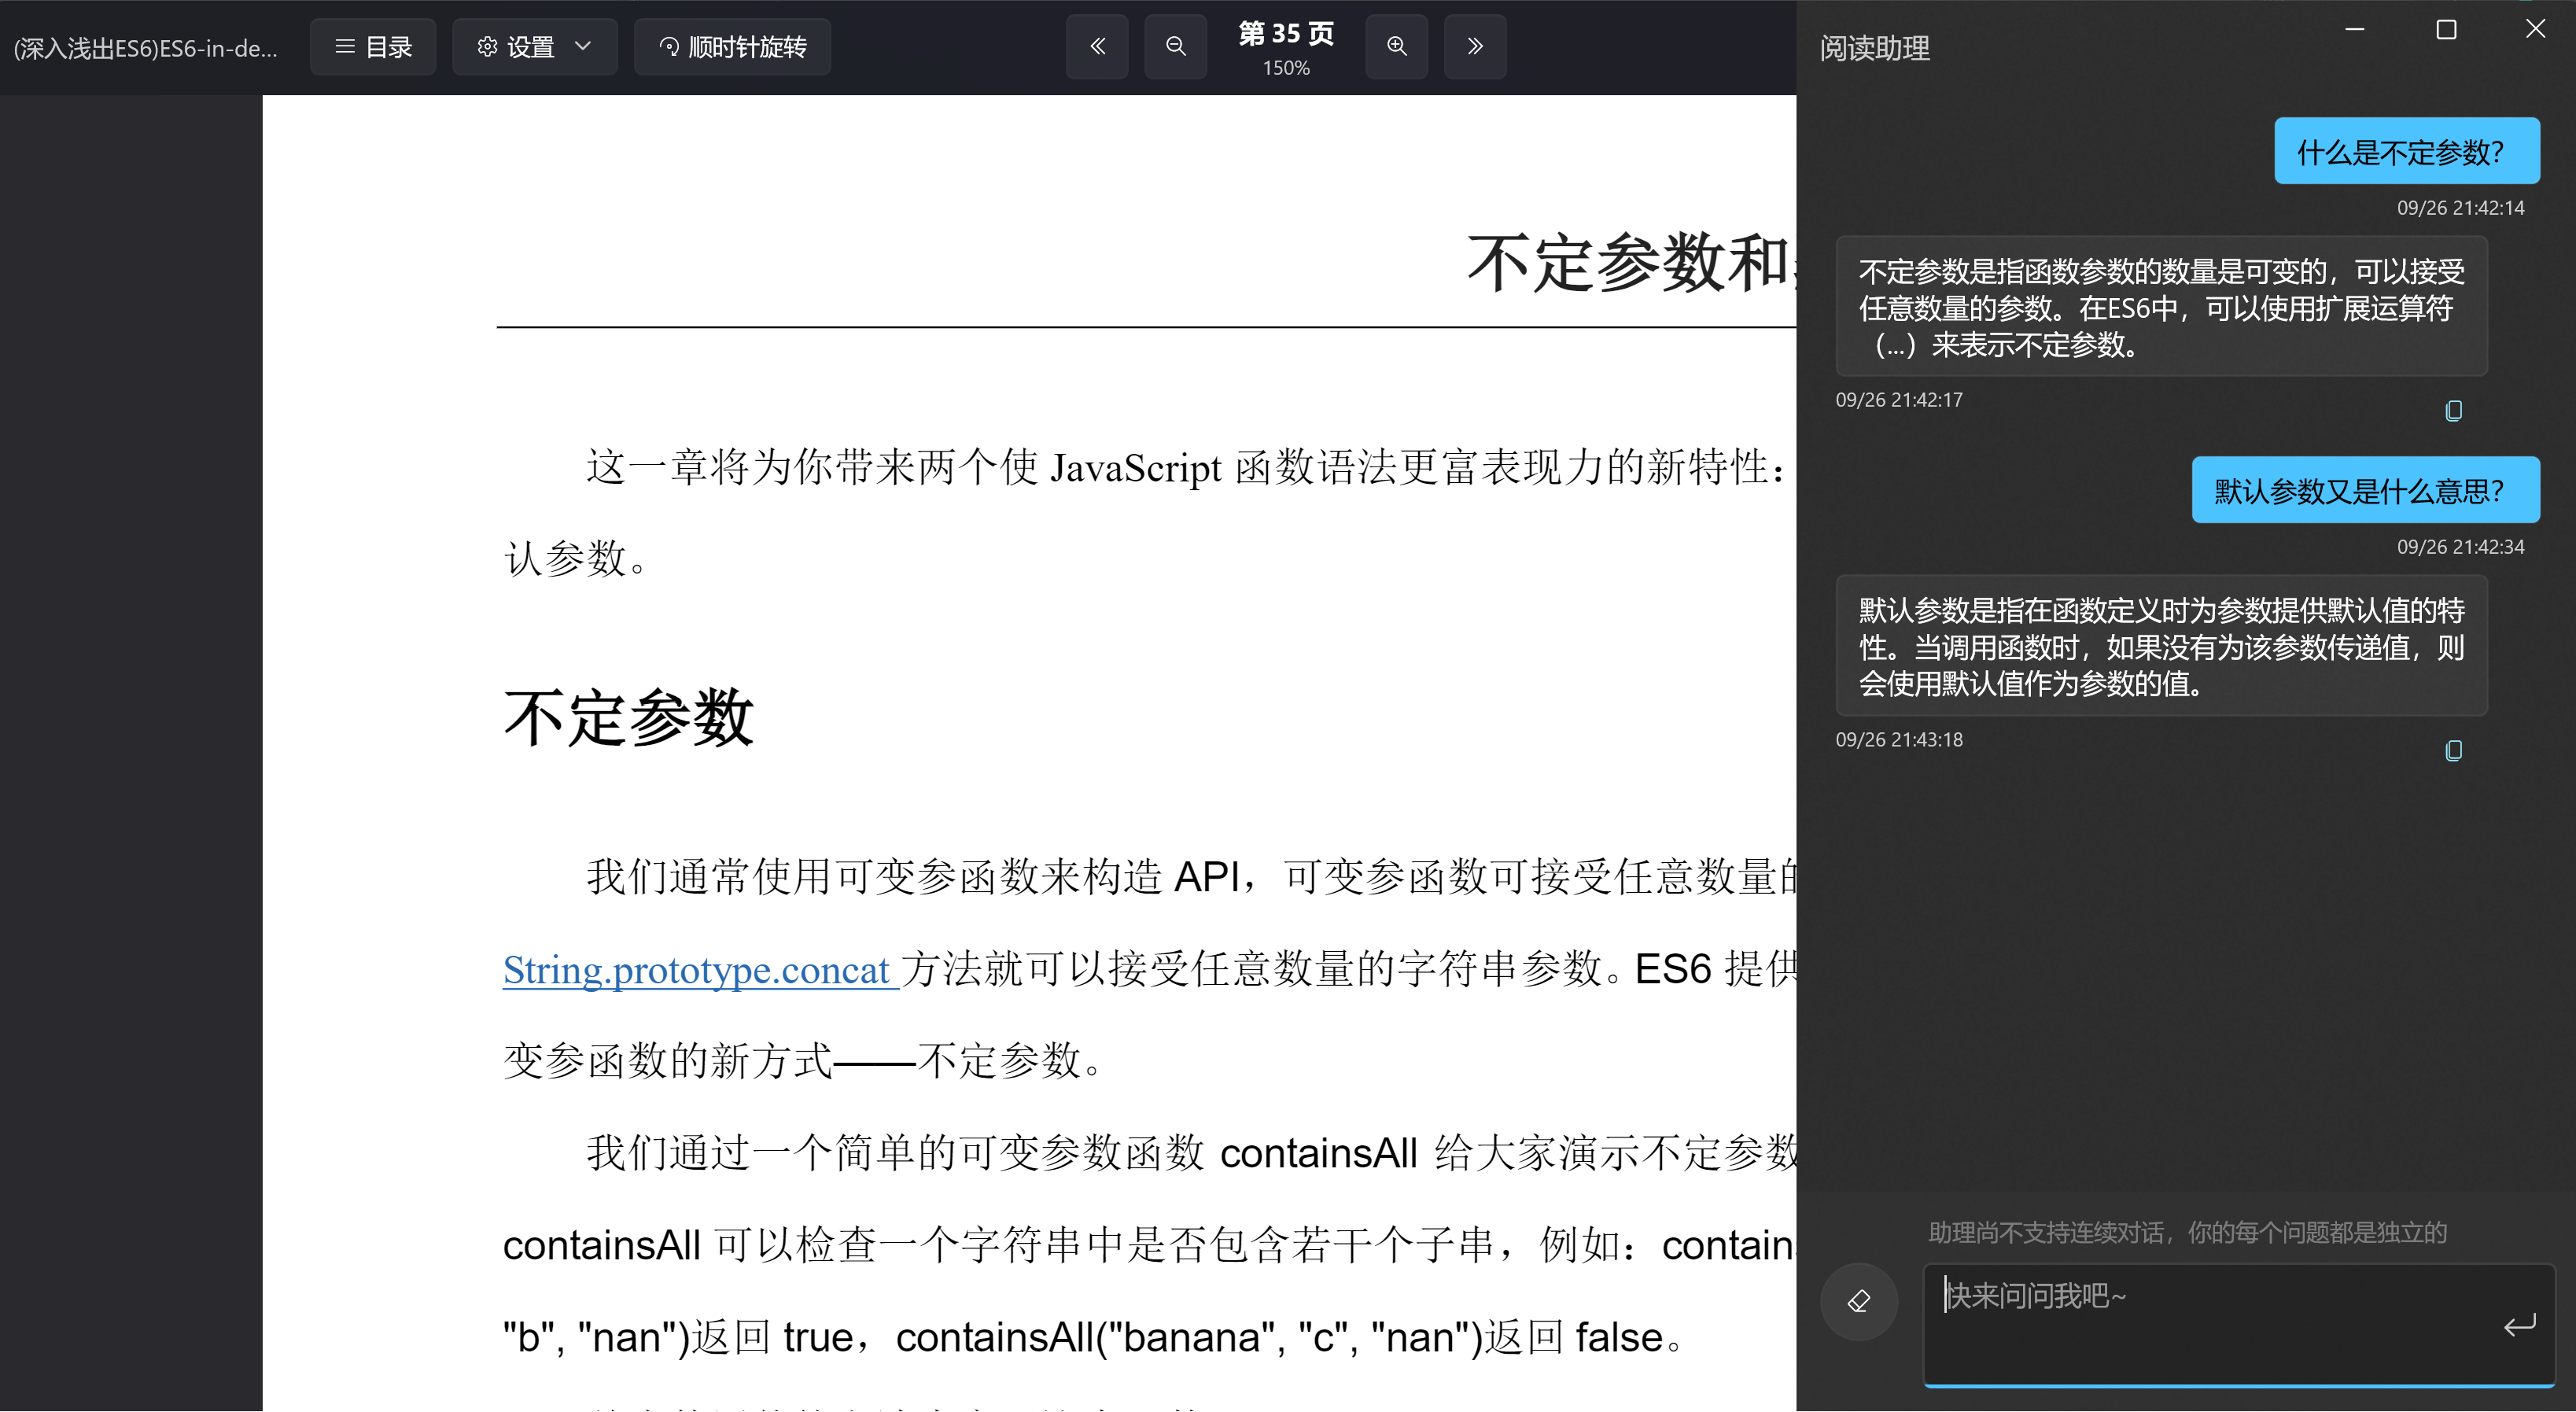 (深入浅出ES6)ES6-in-de...
目录
设置
顺时针旋转
第 35 页
150%
不定参数和
这一章将为你带来两个使 JavaScript 函数语法更富表现力的新特性：
认参数。
不定参数
我们通常使用可变参函数来构造 API，可变参函数可接受任意数量的
String.prototype.concat 方法就可以接受任意数量的字符串参数。ES6 提供
变参函数的新方式——不定参数。
我们通过一个简单的可变参数函数 containsAll 给大家演示不定参数
containsAll 可以检查一个字符串中是否包含若干个子串，例如：contain
"b", "nan")返回 true，containsAll("banana", "c", "nan")返回 false。
阅读助理
什么是不定参数？
09/26 21:42:14
不定参数是指函数参数的数量是可变的，可以接受
任意数量的参数。在ES6中，可以使用扩展运算符
（...）来表示不定参数。
09/26 21:42:17
默认参数又是什么意思？
09/26 21:42:34
默认参数是指在函数定义时为参数提供默认值的特
性。当调用函数时，如果没有为该参数传递值，则
会使用默认值作为参数的值。
09/26 21:43:18
助理尚不支持连续对话，你的每个问题都是独立的
快来问问我吧~